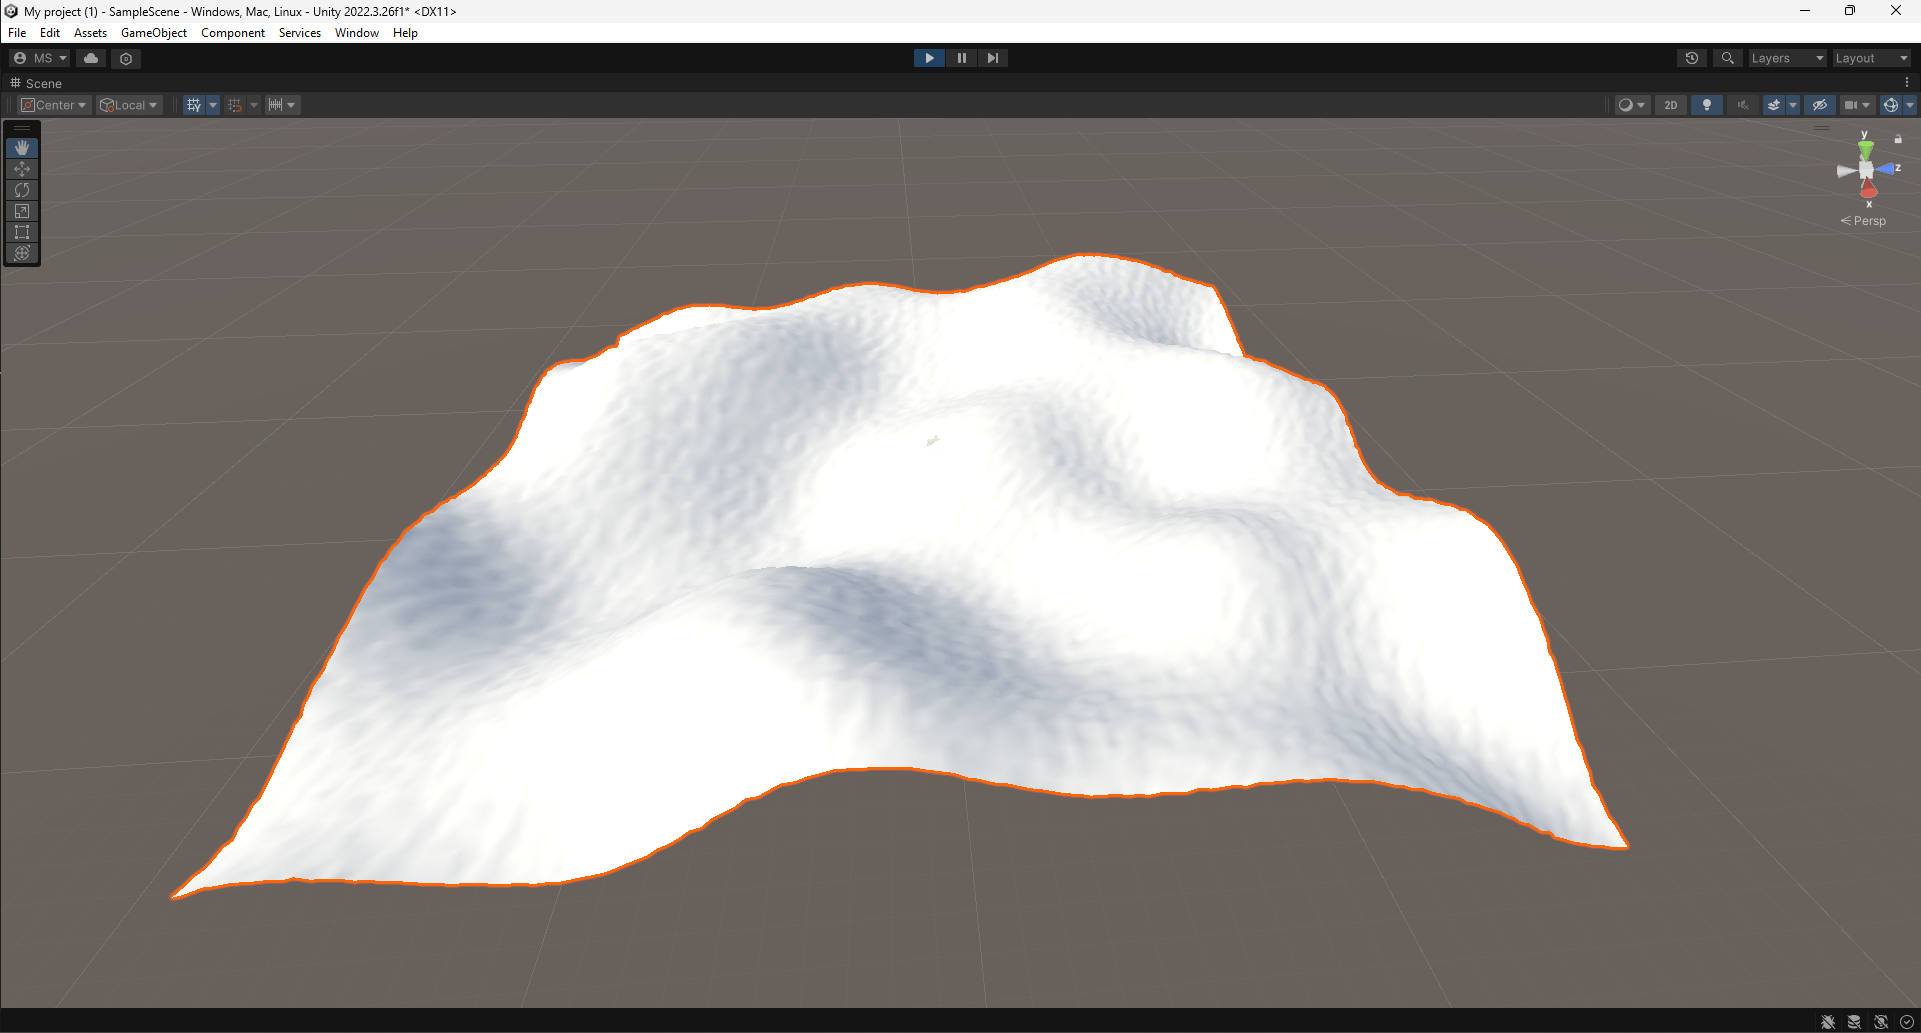 My project (1) - SampleScene - Windows, Mac, Linux - Unity 2022.3.26f1* <DX11>
File Edit Assets GameObject Component Services Window Help
MS Layers Layout
Scene
Center Local 2D
y
z
x
< Persp